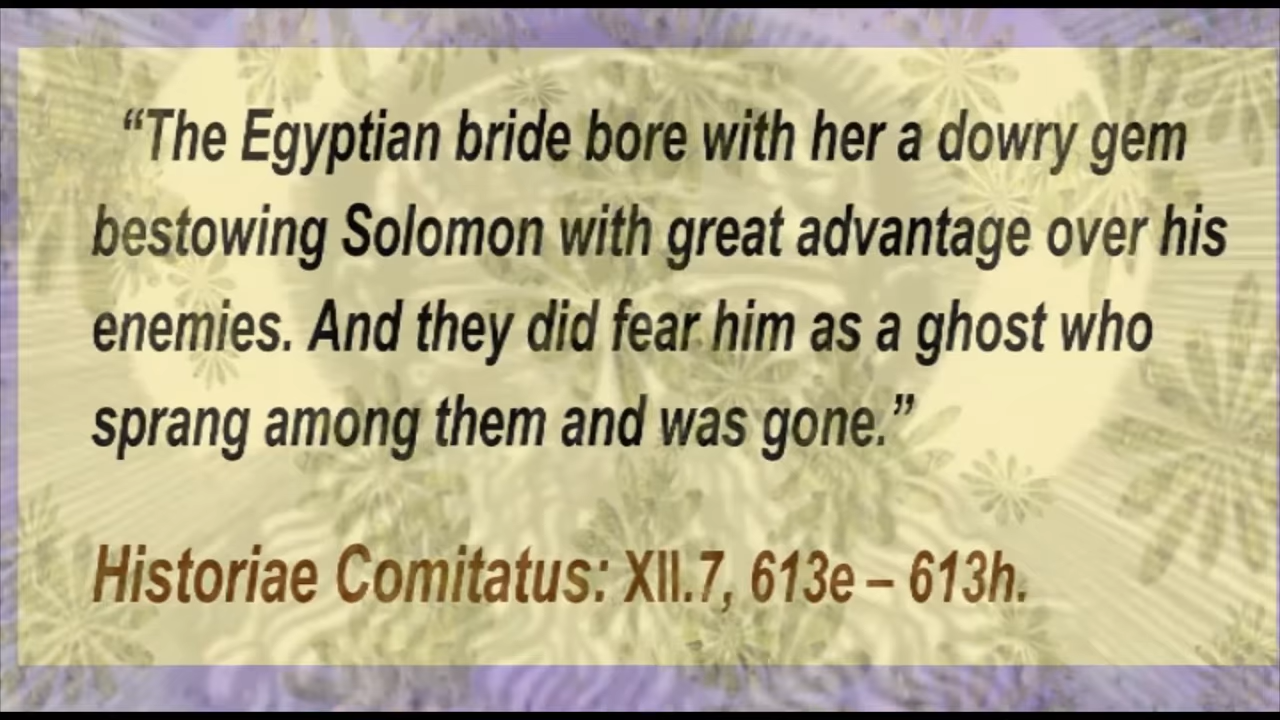 “The Egyptian bride bore with her a dowry gem
bestowing Solomon with great advantage over his
enemies. And they did fear him as a ghost who
sprang among them and was gone.”
Historiae Comitatus: XII.7, 613e – 613h.